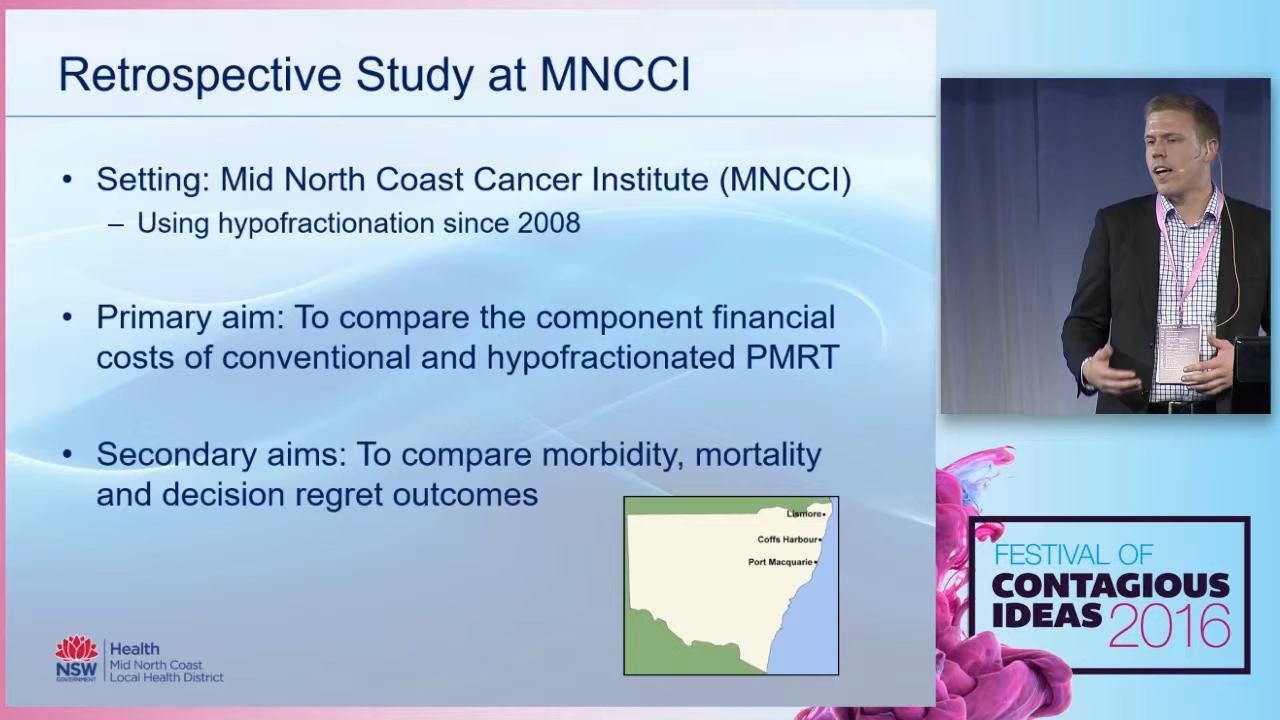 Retrospective Study at MNCCI
• Setting: Mid North Coast Cancer Institute (MNCCI)
– Using hypofractionation since 2008
• Primary aim: To compare the component financial
costs of conventional and hypofractionated PMRT
• Secondary aims: To compare morbidity, mortality
and decision regret outcomes
Lismore
Coffs Harbour
Port Macquarie
NSW
GOVERNMENT
Health
Mid North Coast
Local Health District
FESTIVAL OF
CONTAGIOUS
IDEAS 2016